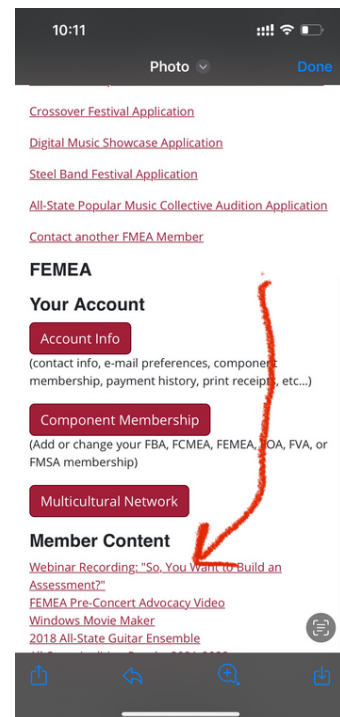 10:11
Photo
Done
Crossover Festival Application
Digital Music Showcase Application
Steel Band Festival Application
All-State Popular Music Collective Audition Application
Contact another FMEA Member
FEMEA
Your Account
Account Info
(contact info, e-mail preferences, component
membership, payment history, print receipts, etc...)
Component Membership
(Add or change your FBA, FCMEA, FEMEA, FOA, FVA, or
FMSA membership)
Multicultural Network
Member Content
Webinar Recording: "So, You Want to Build an
Assessment?"
FEMEA Pre-Concert Advocacy Video
Windows Movie Maker
2018 All-State Guitar Ensemble